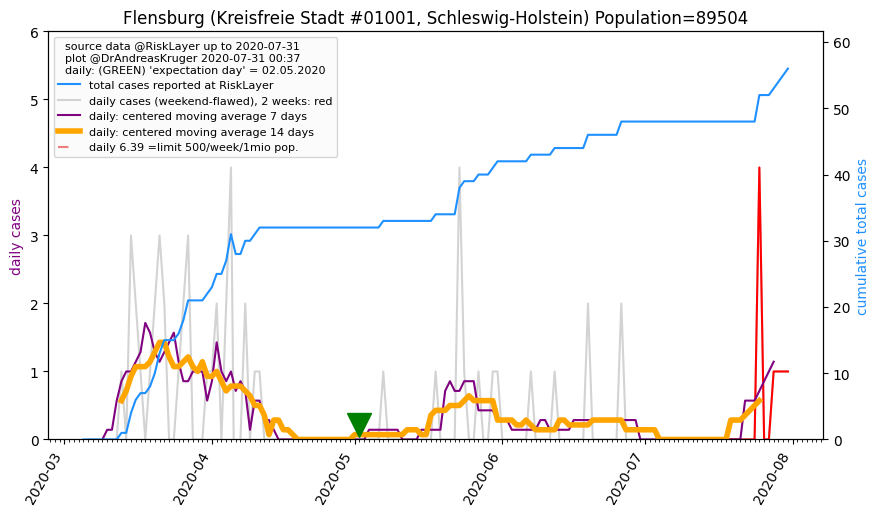 Flensburg (Kreisfreie Stadt #01001, Schleswig-Holstein) Population=89504
source data @RiskLayer up to 2020-07-31
plot @DrAndreasKruger 2020-07-31 00:37
daily: (GREEN) 'expectation day' = 02.05.2020
total cases reported at RiskLayer
daily cases (weekend-flawed), 2 weeks: red
daily: centered moving average 7 days
daily: centered moving average 14 days
daily 6.39 =limit 500/week/1mio pop.
daily cases
6
5
4
3
2
1
0
cumulative total cases
60
50
40
30
20
10
0
2020-03
2020-04
2020-05
2020-06
2020-07
2020-08